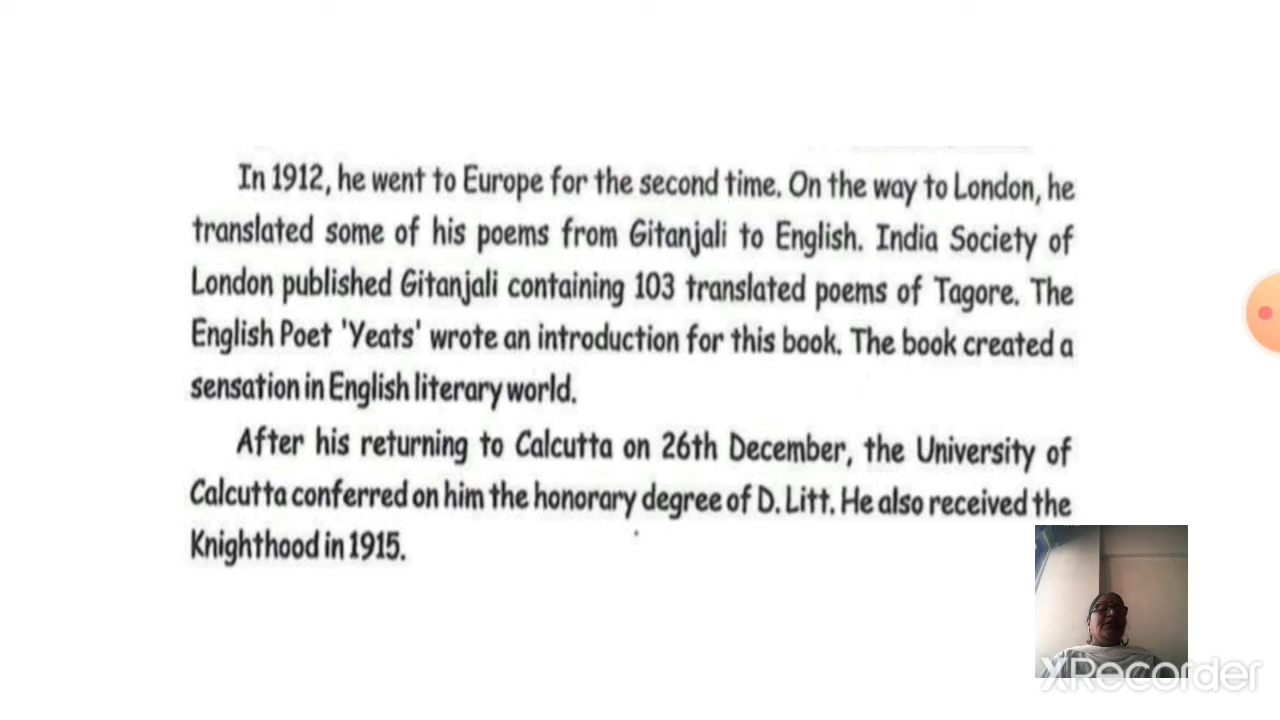 In 1912, he went to Europe for the second time. On the way to London, he
translated some of his poems from Gitanjali to English. India Society of
London published Gitanjali containing 103 translated poems of Tagore. The
English Poet 'Yeats' wrote an introduction for this book. The book created a
sensation in English literary world.
After his returning to Calcutta on 26th December, the University of
Calcutta conferred on him the honorary degree of D. Litt. He also received the
Knighthood in 1915.
XRecorder